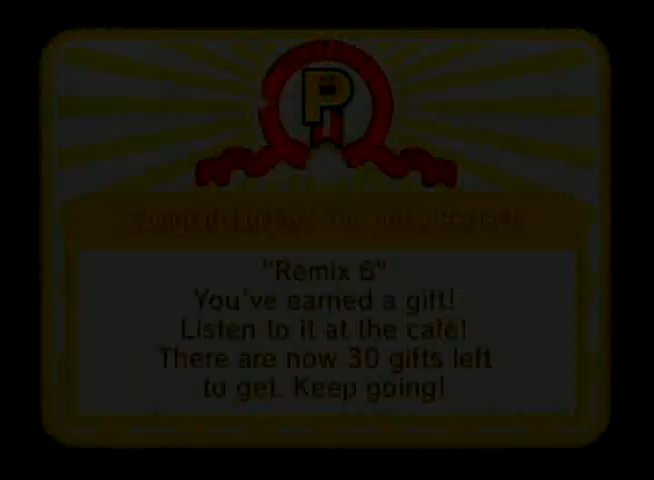 P
"Remix 6"
You've earned a gift!
Listen to it at the café!
There are now 30 gifts left
to get. Keep going!